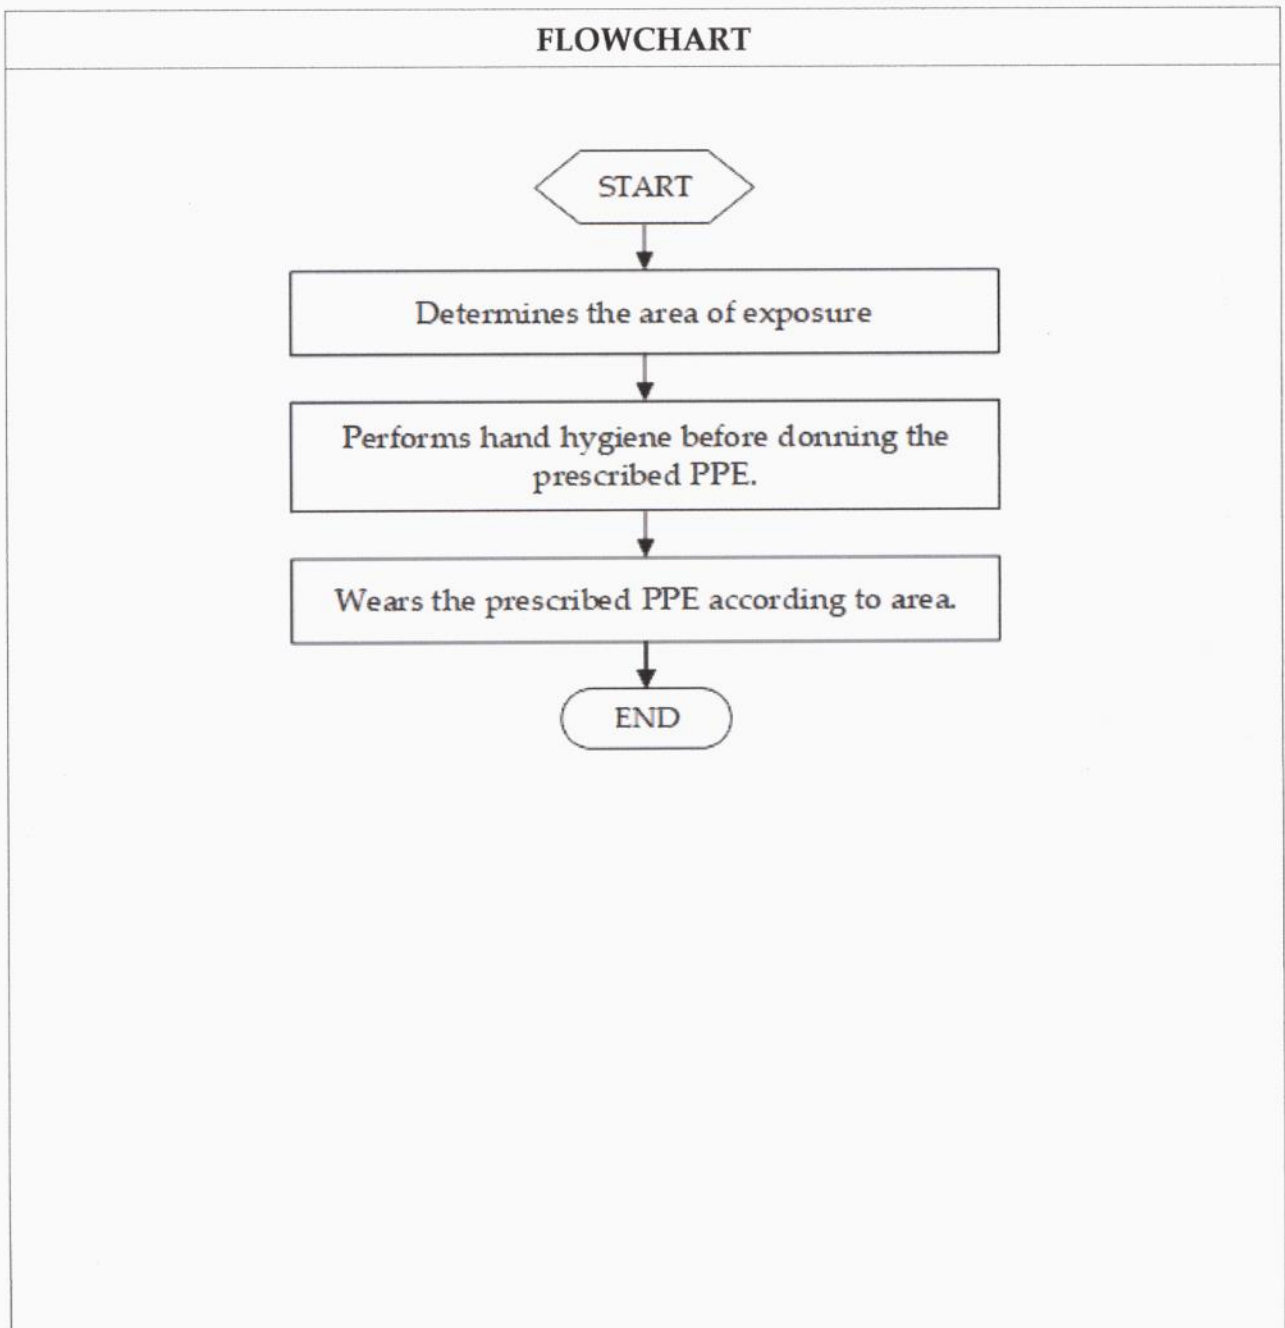 FLOWCHART
START
Determines the area of exposure
Performs hand hygiene before donning the
prescribed PPE.
Wears the prescribed PPE according to area.
END